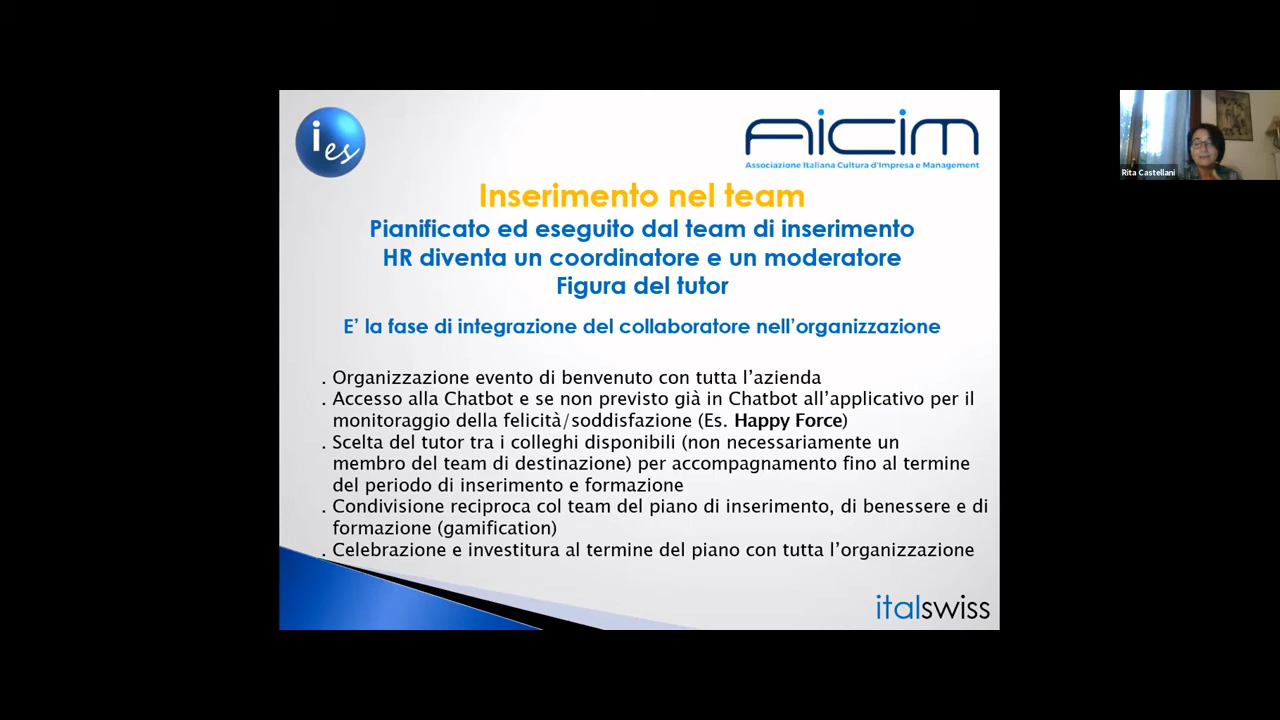 ies
AiCiM
Associazione Italiana Cultura d'Impresa e Management
Inserimento nel team
Pianificato ed eseguito dal team di inserimento
HR diventa un coordinatore e un moderatore
Figura del tutor
E’ la fase di integrazione del collaboratore nell’organizzazione
. Organizzazione evento di benvenuto con tutta l’azienda
. Accesso alla Chatbot e se non previsto già in Chatbot all’applicativo per il
monitoraggio della felicità/soddisfazione (Es. Happy Force)
. Scelta del tutor tra i colleghi disponibili (non necessariamente un
membro del team di destinazione) per accompagnamento fino al termine
del periodo di inserimento e formazione
. Condivisione reciproca col team del piano di inserimento, di benessere e di
formazione (gamification)
. Celebrazione e investitura al termine del piano con tutta l’organizzazione
italswiss
Rita Castellani